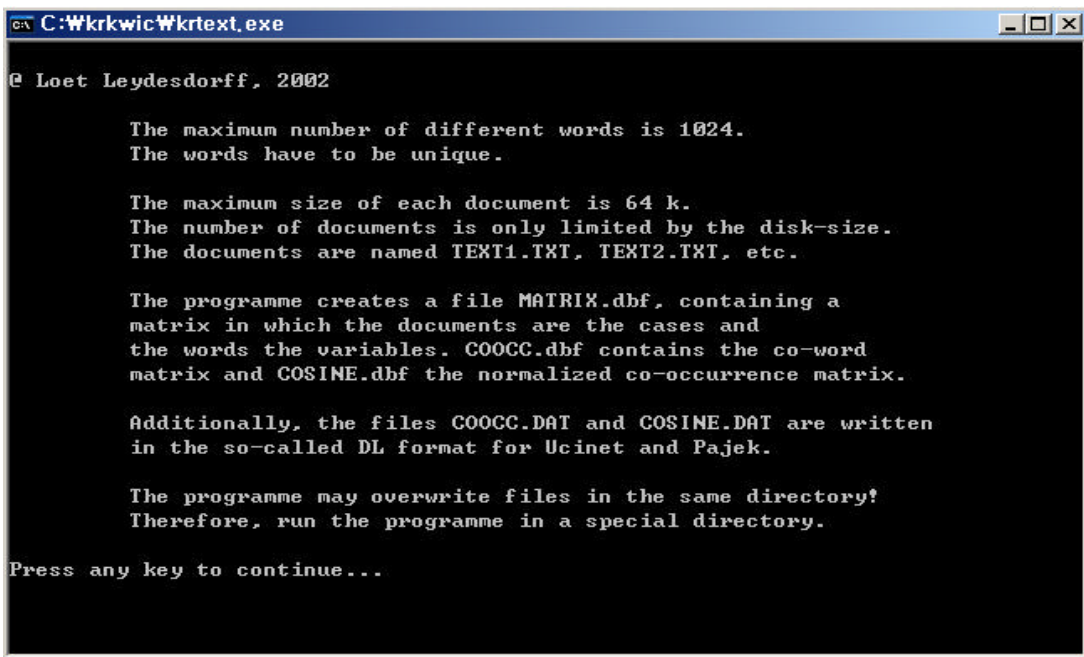 C:₩krkwic₩krtext.exe
@ Loet Leydesdorff, 2002
The maximum number of different words is 1024.
The words have to be unique.
The maximum size of each document is 64 k.
The number of documents is only limited by the disk-size.
The documents are named TEXT1.TXT, TEXT2.TXT, etc.
The programme creates a file MATRIX.dbf, containing a
matrix in which the documents are the cases and
the words the variables. COOCC.dbf contains the co-word
matrix and COSINE.dbf the normalized co-occurrence matrix.
Additionally, the files COOCC.DAT and COSINE.DAT are written
in the so-called DL format for Ucinet and Pajek.
The programme may overwrite files in the same directory!
Therefore, run the programme in a special directory.
Press any key to continue...